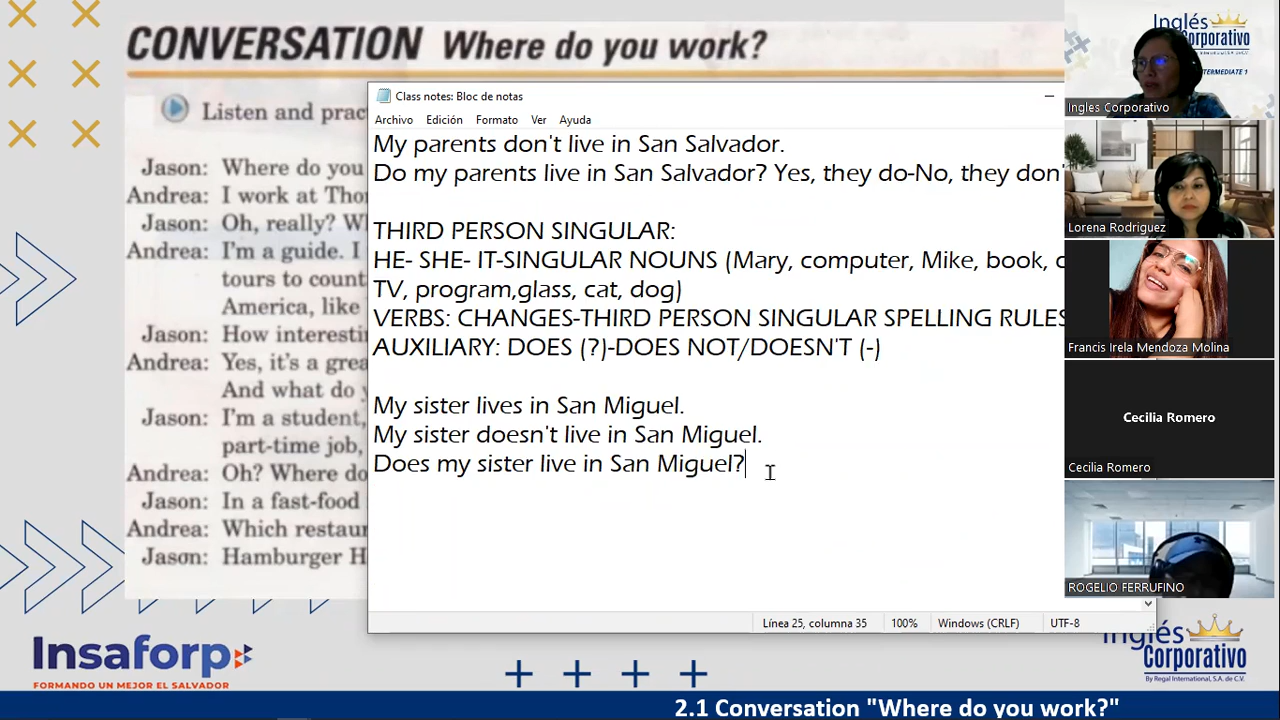 CONVERSATION Where do you work?
Listen and prac
Jason: Where do you
Andrea: I work at Tho
Jason: Oh, really? W
Andrea: I'm a guide. I
tours to count
America, like
Jason: How interesti
Andrea: Yes, it's a grea
And what do y
Jason: I'm a student,
part-time job,
Andrea: Oh? Where do
Jason: In a fast-food
Andrea: Which restaur
Jason: Hamburger H
Class notes: Bloc de notas
Archivo Edición Formato Ver Ayuda
My parents don't live in San Salvador.
Do my parents live in San Salvador? Yes, they do-No, they don'
THIRD PERSON SINGULAR:
HE- SHE- IT-SINGULAR NOUNS (Mary, computer, Mike, book, c
TV, program,glass, cat, dog)
VERBS: CHANGES-THIRD PERSON SINGULAR SPELLING RULES
AUXILIARY: DOES (?)-DOES NOT/DOESN'T (-)
My sister lives in San Miguel.
My sister doesn't live in San Miguel.
Does my sister live in San Miguel?
Línea 25, columna 35 100% Windows (CRLF) UTF-8
Inglés
Corporativo
INTERMEDIATE 1
Ingles Corporativo
Lorena Rodriguez
Francis Irela Mendoza Molina
Cecilia Romero
Cecilia Romero
ROGELIO FERRUFINO
Insaforp
FORMANDO UN MEJOR EL SALVADOR
Inglés
Corporativo
By Regal International, S.A. de C.V.
2.1 Conversation "Where do you work?"